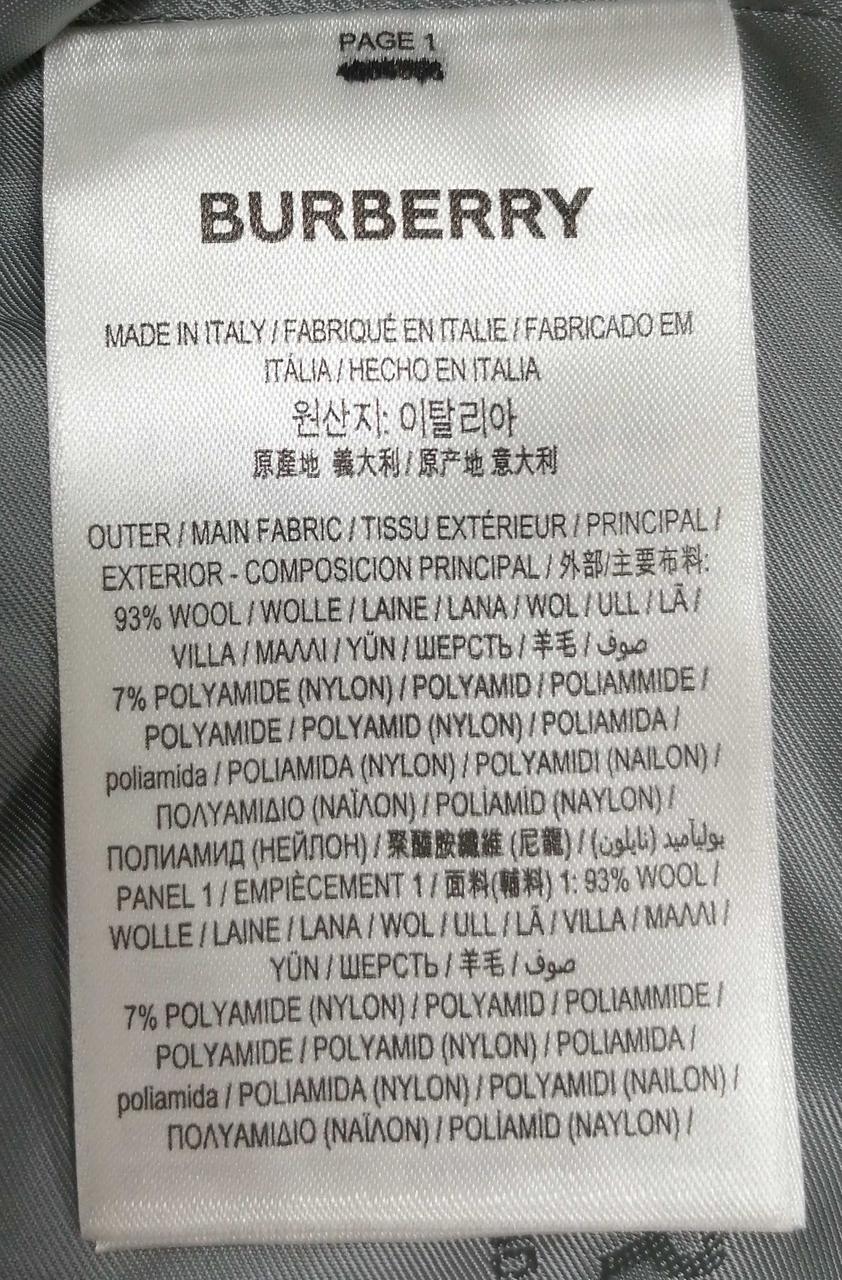 PAGE 1
BURBERRY
MADE IN ITALY / FABRIQUÉ EN ITALIE / FABRICADO EM
ITÁLIA / HECHO EN ITALIA
원산지: 이탈리아
原產地 義大利 / 原产地 意大利
OUTER / MAIN FABRIC / TISSU EXTÉRIEUR / PRINCIPAL /
EXTERIOR - COMPOSICION PRINCIPAL / 外部/主要布料:
93% WOOL / WOLLE / LAINE / LANA / WOL / ULL / LÃ /
VILLA / ΜΑΛΛΙ / YÜN / ШЕРСТЬ / 羊毛 / صوف
7% POLYAMIDE (NYLON) / POLYAMID / POLIAMMIDE /
POLYAMIDE / POLYAMID (NYLON) / POLIAMIDA /
poliamida / POLIAMIDA (NYLON) / POLYAMIDI (NAILON) /
ΠΟΛΥΑΜΙΔΙΟ (ΝΑΪΛΟΝ) / POLİAMİD (NAYLON) /
ПОЛИАМИД (НЕЙЛОН) / 聚醯胺纖維 (尼龍) / بولیآمید (نایلون)
PANEL 1 / EMPIÈCEMENT 1 / 面料(輔料) 1: 93% WOOL /
WOLLE / LAINE / LANA / WOL / ULL / LÃ / VILLA / ΜΑΛΛΙ /
YÜN / ШЕРСТЬ / 羊毛 / صوف
7% POLYAMIDE (NYLON) / POLYAMID / POLIAMMIDE /
POLYAMIDE / POLYAMID (NYLON) / POLIAMIDA /
poliamida / POLIAMIDA (NYLON) / POLYAMIDI (NAILON) /
ΠΟΛΥΑΜΙΔΙΟ (ΝΑΪΛΟΝ) / POLİAMİD (NAYLON) /